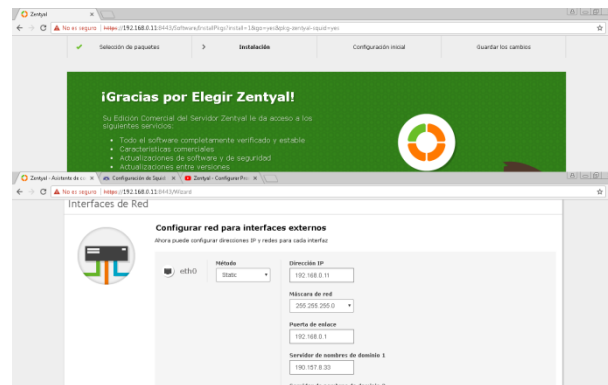 Zentyal
No es seguro | https://192.168.0.11:8443/Software/InstallPkgs?install=1&go=yes&pkg-zentyal-squid=yes
Selección de paquetes
Instalación
Configuración inicial
Guardar los cambios
¡Gracias por Elegir Zentyal!
Su Edición Comercial del Servidor Zentyal le da acceso a los
siguientes servicios:
Todo el software completamente verificado y estable
Características comerciales
Actualizaciones de software y de seguridad
Actualizaciones entre versiones
Zentyal - Asistente de co
Configuración de Squid
Zentyal - Configurar Pro
No es seguro | https://192.168.0.11:8443/Wizard
Interfaces de Red
Configurar red para interfaces externos
Ahora puede configurar direcciones IP y redes para cada interfaz
eth0
Método
Static
Dirección IP
192.168.0.11
Máscara de red
255.255.255.0
Puerta de enlace
192.168.0.1
Servidor de nombres de dominio 1
190.157.8.33